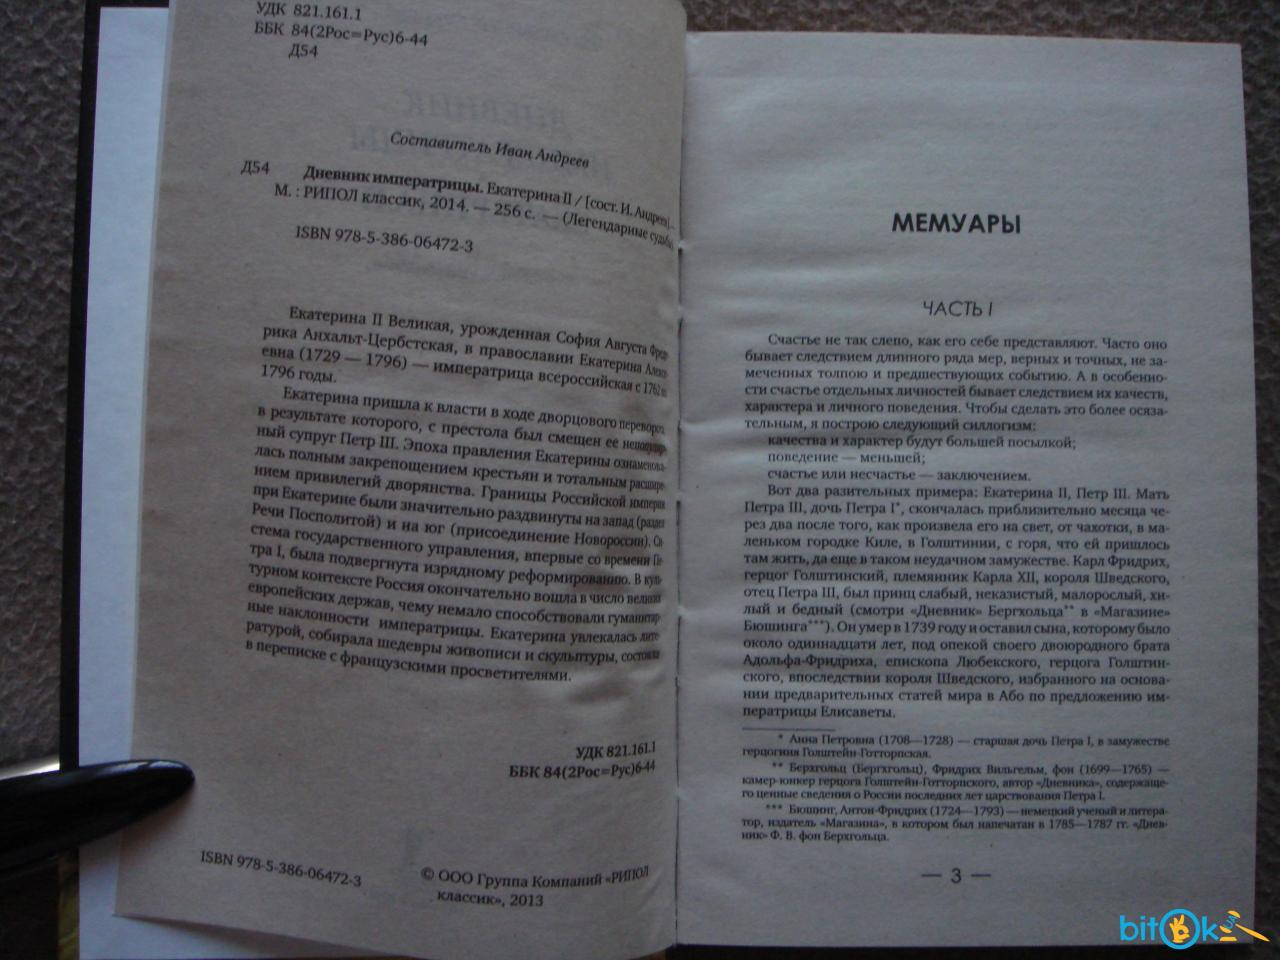 УДК 821.161.1
ББК 84(2Рос=Рус)6-44
Д54
Составитель Иван Андреев
Д54 Дневник императрицы. Екатерина II / [сост. И. Андреев]. —
М. : РИПОЛ классик, 2014. — 256 с. — (Легендарные судьбы)
ISBN 978-5-386-06472-3
Екатерина II Великая, урожденная София Августа Фреде-
рика Анхальт-Цербстская, в православии Екатерина Алексе-
евна (1729 — 1796) — императрица всероссийская с 1762 по
1796 годы.
Екатерина пришла к власти в ходе дворцового переворота,
в результате которого, с престола был смещен ее непопуляр-
ный супруг Петр III. Эпоха правления Екатерины ознаменова-
лась полным закрепощением крестьян и тотальным расшире-
нием привилегий дворянства. Границы Российской империи
при Екатерине были значительно раздвинуты на запад (раздел
Речи Посполитой) и на юг (присоединение Новороссии). Си-
стема государственного управления, впервые со времени Пе-
тра I, была подвергнута изрядному реформированию. В куль-
турном контексте Россия окончательно вошла в число великих
европейских держав, чему немало способствовали гуманитар-
ные наклонности императрицы. Екатерина увлекалась лите-
ратурой, собирала шедевры живописи и скульптуры, состояла
в переписке с французскими просветителями.
УДК 821.161.1
ББК 84(2Рос=Рус)6-44
ISBN 978-5-386-06472-3
© ООО Группа Компаний «РИПОЛ
классик», 2013
МЕМУАРЫ
ЧАСТЬ I
Счастье не так слепо, как его себе представляют. Часто оно
бывает следствием длинного ряда мер, верных и точных, не за-
меченных толпою и предшествующих событию. А в особенно-
сти счастье отдельных личностей бывает следствием их качеств,
характера и личного поведения. Чтобы сделать это более осяза-
тельным, я построю следующий силлогизм:
качества и характер будут большей посылкой;
поведение — меньшей;
счастье или несчастье — заключением.
Вот два разительных примера: Екатерина II, Петр III. Мать
Петра III, дочь Петра I*, скончалась приблизительно месяца че-
рез два после того, как произвела его на свет, от чахотки, в ма-
леньком городке Киле, в Голштинии, с горя, что ей пришлось
там жить, да еще в таком неудачном замужестве. Карл Фридрих,
герцог Голштинский, племянник Карла XII, короля Шведского,
отец Петра III, был принц слабый, неказистый, малорослый, хи-
лый и бедный (смотри «Дневник» Бергхольца** в «Магазине»
Бюшинга***). Он умер в 1739 году и оставил сына, которому было
около одиннадцати лет, под опекой своего двоюродного брата
Адольфа-Фридриха, епископа Любекского, герцога Голштин-
ского, впоследствии короля Шведского, избранного на основа-
нии предварительных статей мира в Або по предложению им-
ператрицы Елисаветы.
* Анна Петровна (1708—1728) — старшая дочь Петра I, в замужестве
герцогиня Голштейн-Готторпская.
** Берхгольц (Бергхгольц), Фридрих Вильгельм, фон (1699—1765) —
камер-юнкер герцога Голштейн-Готторпского, автор «Дневника», содержаще-
го ценные сведения о России последних лет царствования Петра I.
*** Бюшинг, Антон-Фридрих (1724—1793) — немецкий ученый и литера-
тор, издатель «Магазина», в котором был напечатан в 1785—1787 гг. «Днев-
ник» Ф. В. фон Берхгольца.
— 3 —
bitOk